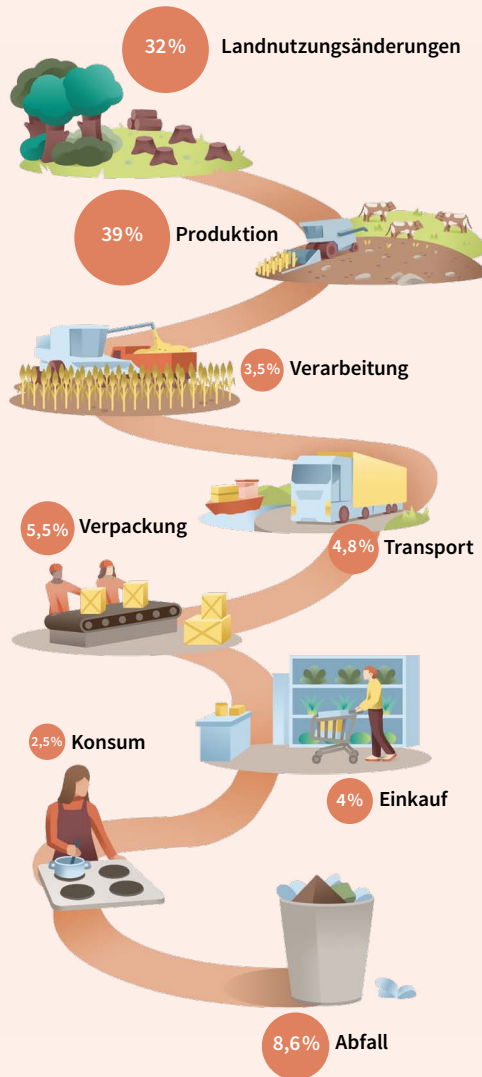 32% Landnutzungsänderungen
39% Produktion
3,5% Verarbeitung
4,8% Transport
5,5% Verpackung
4% Einkauf
2,5% Konsum
8,6% Abfall